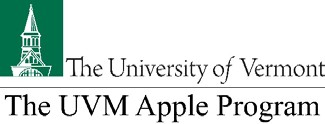 The University of Vermont
The UVM Apple Program